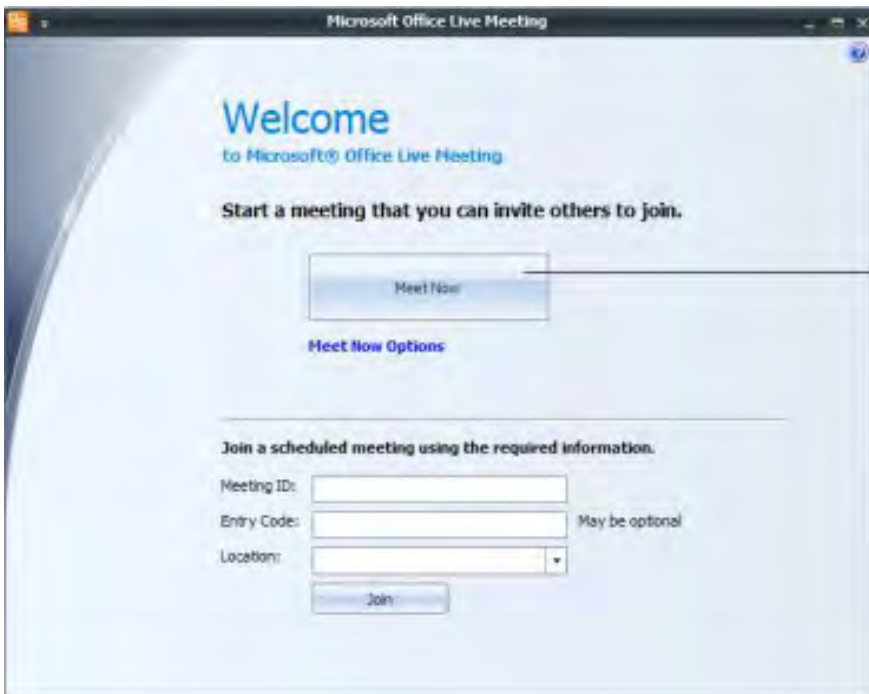 Microsoft Office Live Meeting
Welcome
to Microsoft® Office Live Meeting
Start a meeting that you can invite others to join.
Meet Now
Meet Now Options
Join a scheduled meeting using the required information.
Meeting ID:
Entry Code:
May be optional
Location:
Join